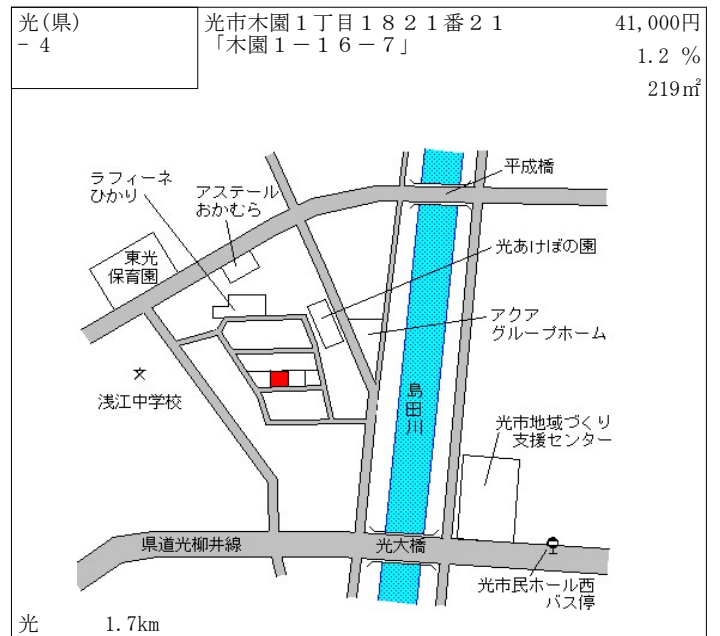 光(県)
- 4
光市木園１丁目１８２１番２１
「木園１－１６－７」
41,000円
1.2 %
219㎡
平成橋
ラフィーネ
ひかり
アステール
おかむら
光あけぼの園
東光
保育園
アクア
グループホーム
浅江中学校
島田川
光市地域づくり
支援センター
県道光柳井線
光大橋
光市民ホール西
バス停
光 1.7km